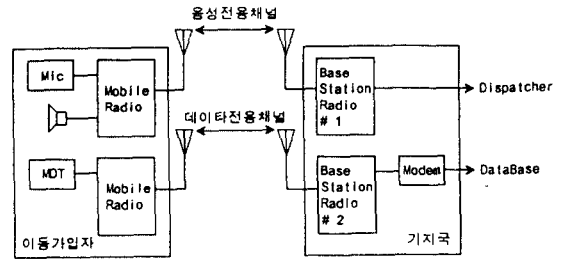 음성전용채널
Mic
Mobile
Radio
Base
Station
Radio
# 1
Dispatcher
데이타전용채널
MDT
Mobile
Radio
Base
Station
Radio
# 2
Modem
DataBase
이동가입자
기지국